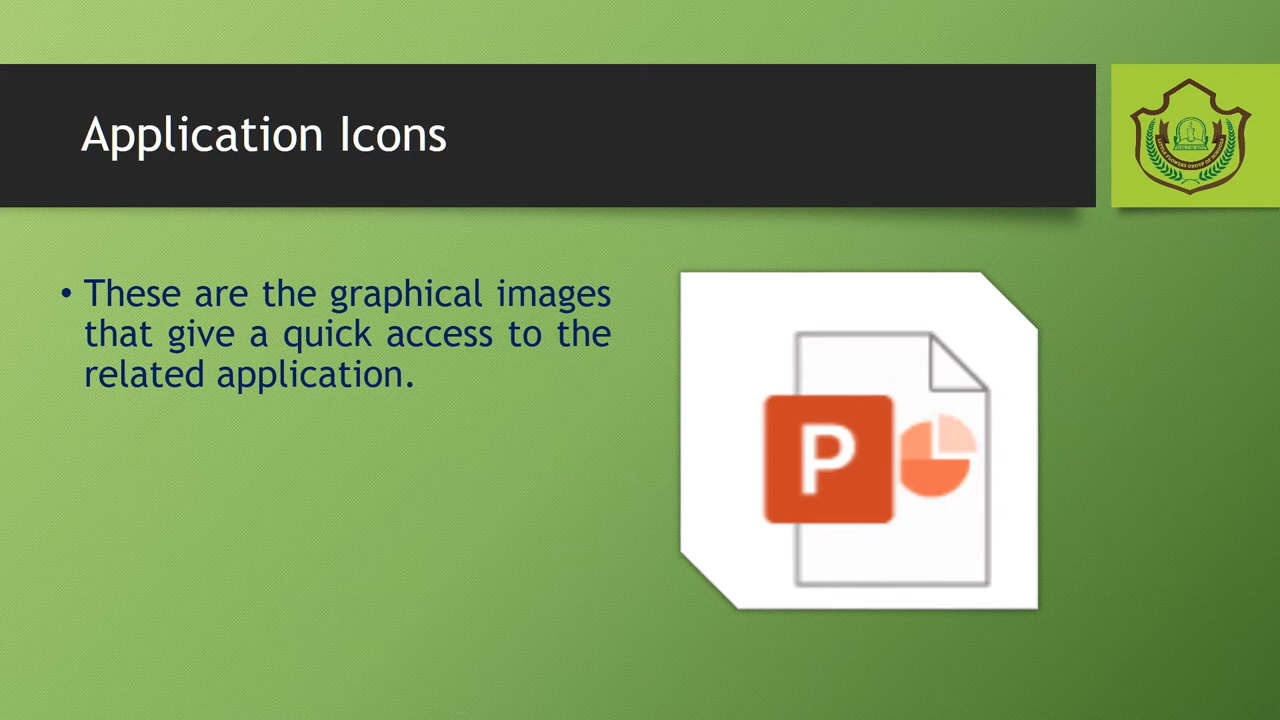 Application Icons
• These are the graphical images
that give a quick access to the
related application.
P